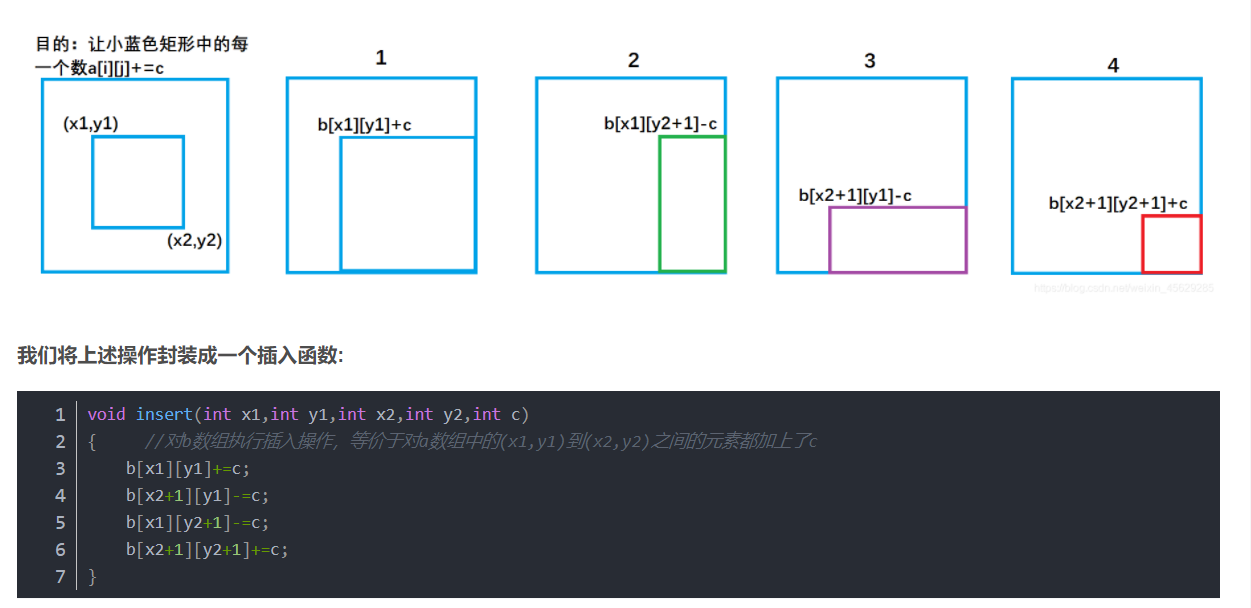 目的：让小蓝色矩形中的每
一个数a[i][j]+=c
(x1,y1)
(x2,y2)
1
b[x1][y1]+c
2
b[x1][y2+1]-c
3
b[x2+1][y1]-c
4
b[x2+1][y2+1]+c
https://blog.csdn.net/weixin_45629285
我们将上述操作封装成一个插入函数:
1 void insert(int x1,int y1,int x2,int y2,int c)
2 {     //对b数组执行插入操作，等价于对a数组中的(x1,y1)到(x2,y2)之间的元素都加上了c
3     b[x1][y1]+=c;
4     b[x2+1][y1]-=c;
5     b[x1][y2+1]-=c;
6     b[x2+1][y2+1]+=c;
7 }